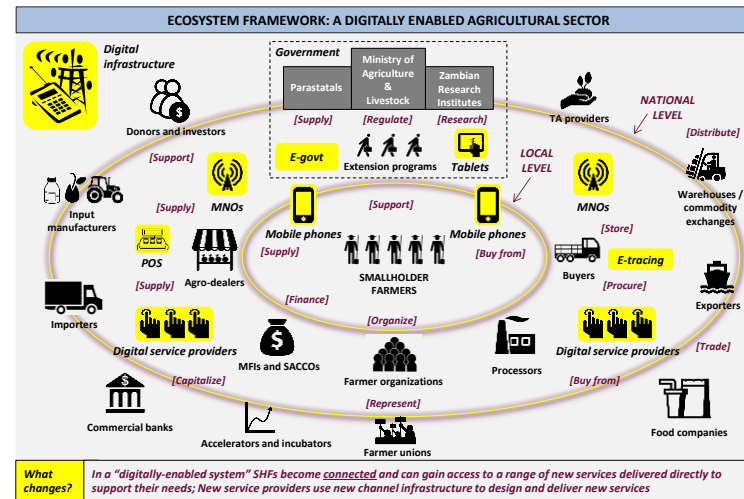 ECOSYSTEM FRAMEWORK: A DIGITALLY ENABLED AGRICULTURAL SECTOR
Digital
infrastructure
Government
Parastatals
Ministry of
Agriculture
&
Livestock
Zambian
Research
Institutes
[Supply]
[Regulate]
[Research]
E-govt
Extension programs
Tablets
Donors and investors
TA providers
NATIONAL
LEVEL
[Distribute]
LOCAL
LEVEL
[Support]
MNOs
[Support]
MNOs
Warehouses /
commodity
exchanges
Input
manufacturers
[Supply]
Mobile phones
Mobile phones
[Store]
POS
Agro-dealers
[Supply]
SMALLHOLDER
FARMERS
[Buy from]
Buyers
E-tracing
[Supply]
[Finance]
[Procure]
Exporters
Importers
[Organize]
Digital service providers
MFIs and SACCOs
Farmer organizations
Processors
Digital service providers
[Trade]
[Capitalize]
[Represent]
[Buy from]
Commercial banks
Accelerators and incubators
Farmer unions
Food companies
What
changes?
In a “digitally-enabled system” SHFs become connected and can gain access to a range of new services delivered directly to
support their needs; New service providers use new channel infrastructure to design and deliver new services